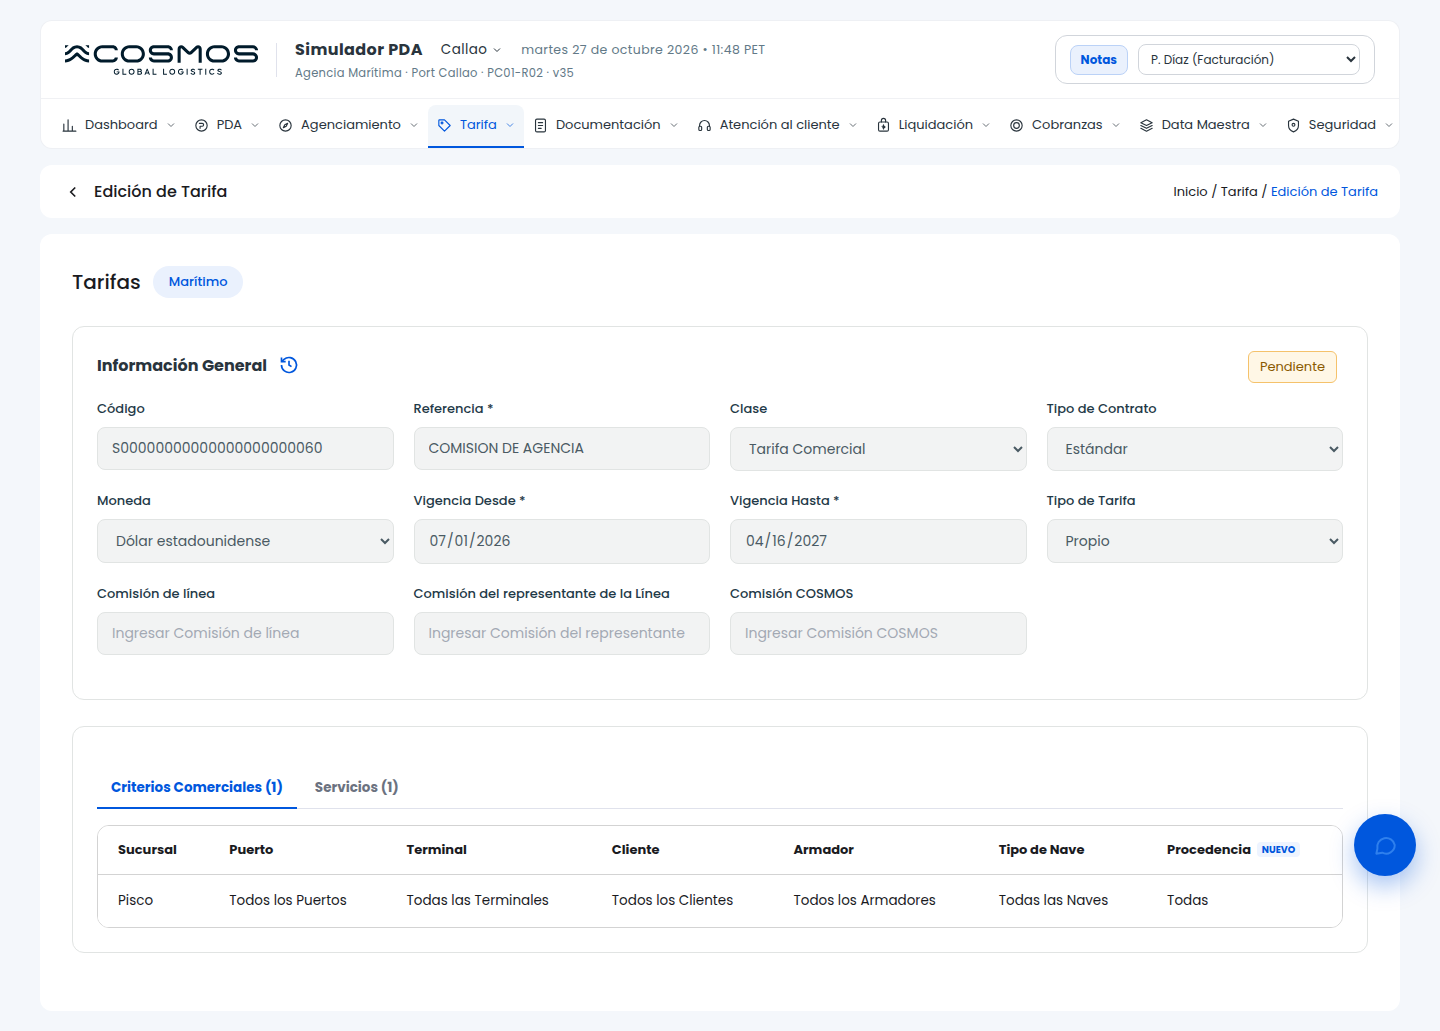 COSMOS
GLOBAL LOGISTICS
Simulador PDA Callao martes 27 de octubre 2026 • 11:48 PET
Agencia Marítima · Port Callao · PC01-R02 · v35
Notas P. Díaz (Facturación)
Dashboard PDA Agenciamiento Tarifa Documentación Atención al cliente Liquidación Cobranzas Data Maestra Seguridad
Edición de Tarifa
Inicio / Tarifa / Edición de Tarifa
Tarifas Marítimo
Información General Pendiente
Código Referencia * Clase Tipo de Contrato
S00000000000000000000060 COMISION DE AGENCIA Tarifa Comercial Estándar
Moneda Vigencia Desde * Vigencia Hasta * Tipo de Tarifa
Dólar estadounidense 07/01/2026 04/16/2027 Propio
Comisión de línea Comisión del representante de la Línea Comisión COSMOS
Ingresar Comisión de línea Ingresar Comisión del representante Ingresar Comisión COSMOS
Criterios Comerciales (1) Servicios (1)
Sucursal Puerto Terminal Cliente Armador Tipo de Nave Procedencia NUEVO
Pisco Todos los Puertos Todas las Terminales Todos los Clientes Todos los Armadores Todas las Naves Todas